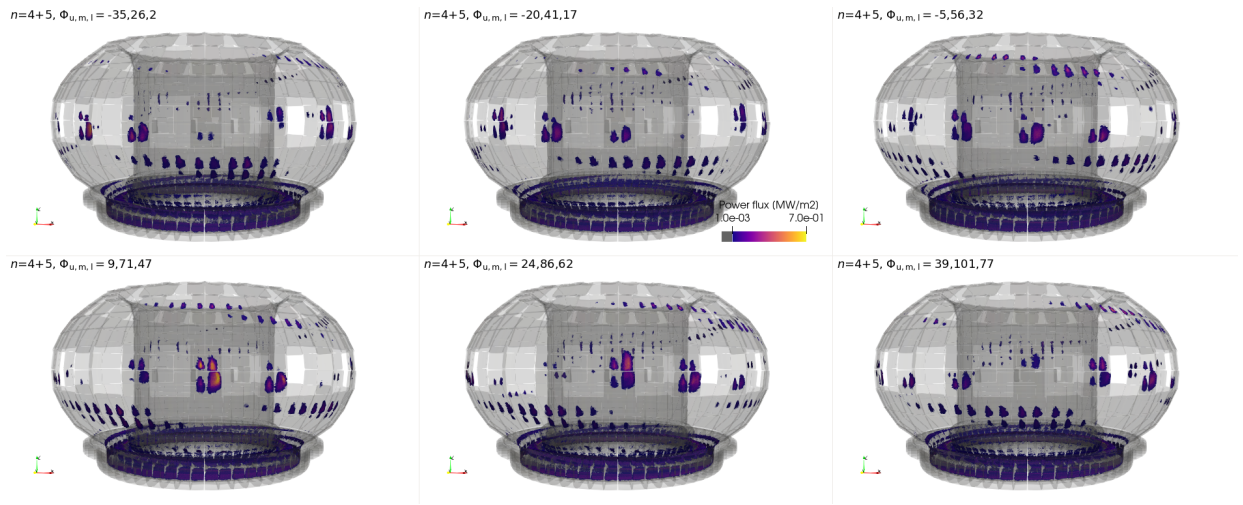 n=4+5, Φu,m,l = -35,26,2
n=4+5, Φu,m,l = -20,41,17
n=4+5, Φu,m,l = -5,56,32
Power flux (MW/m2)
1.0e-03 7.0e-01
n=4+5, Φu,m,l = 9,71,47
n=4+5, Φu,m,l = 24,86,62
n=4+5, Φu,m,l = 39,101,77